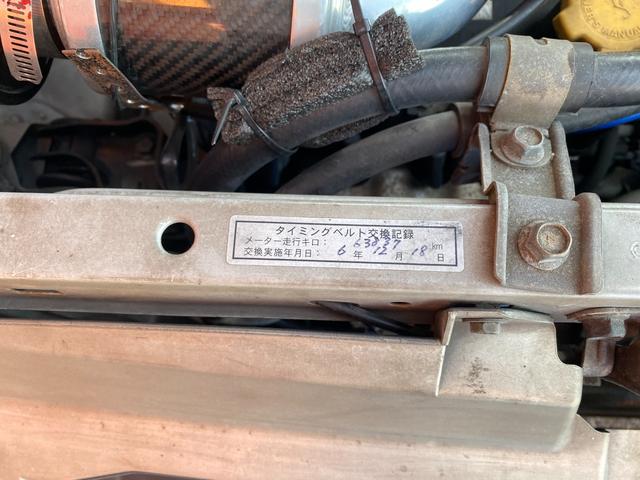 タイミングベルト交換記録
メーター走行キロ: 63887 km
交換実施年月日: 6 年 12 月 18 日